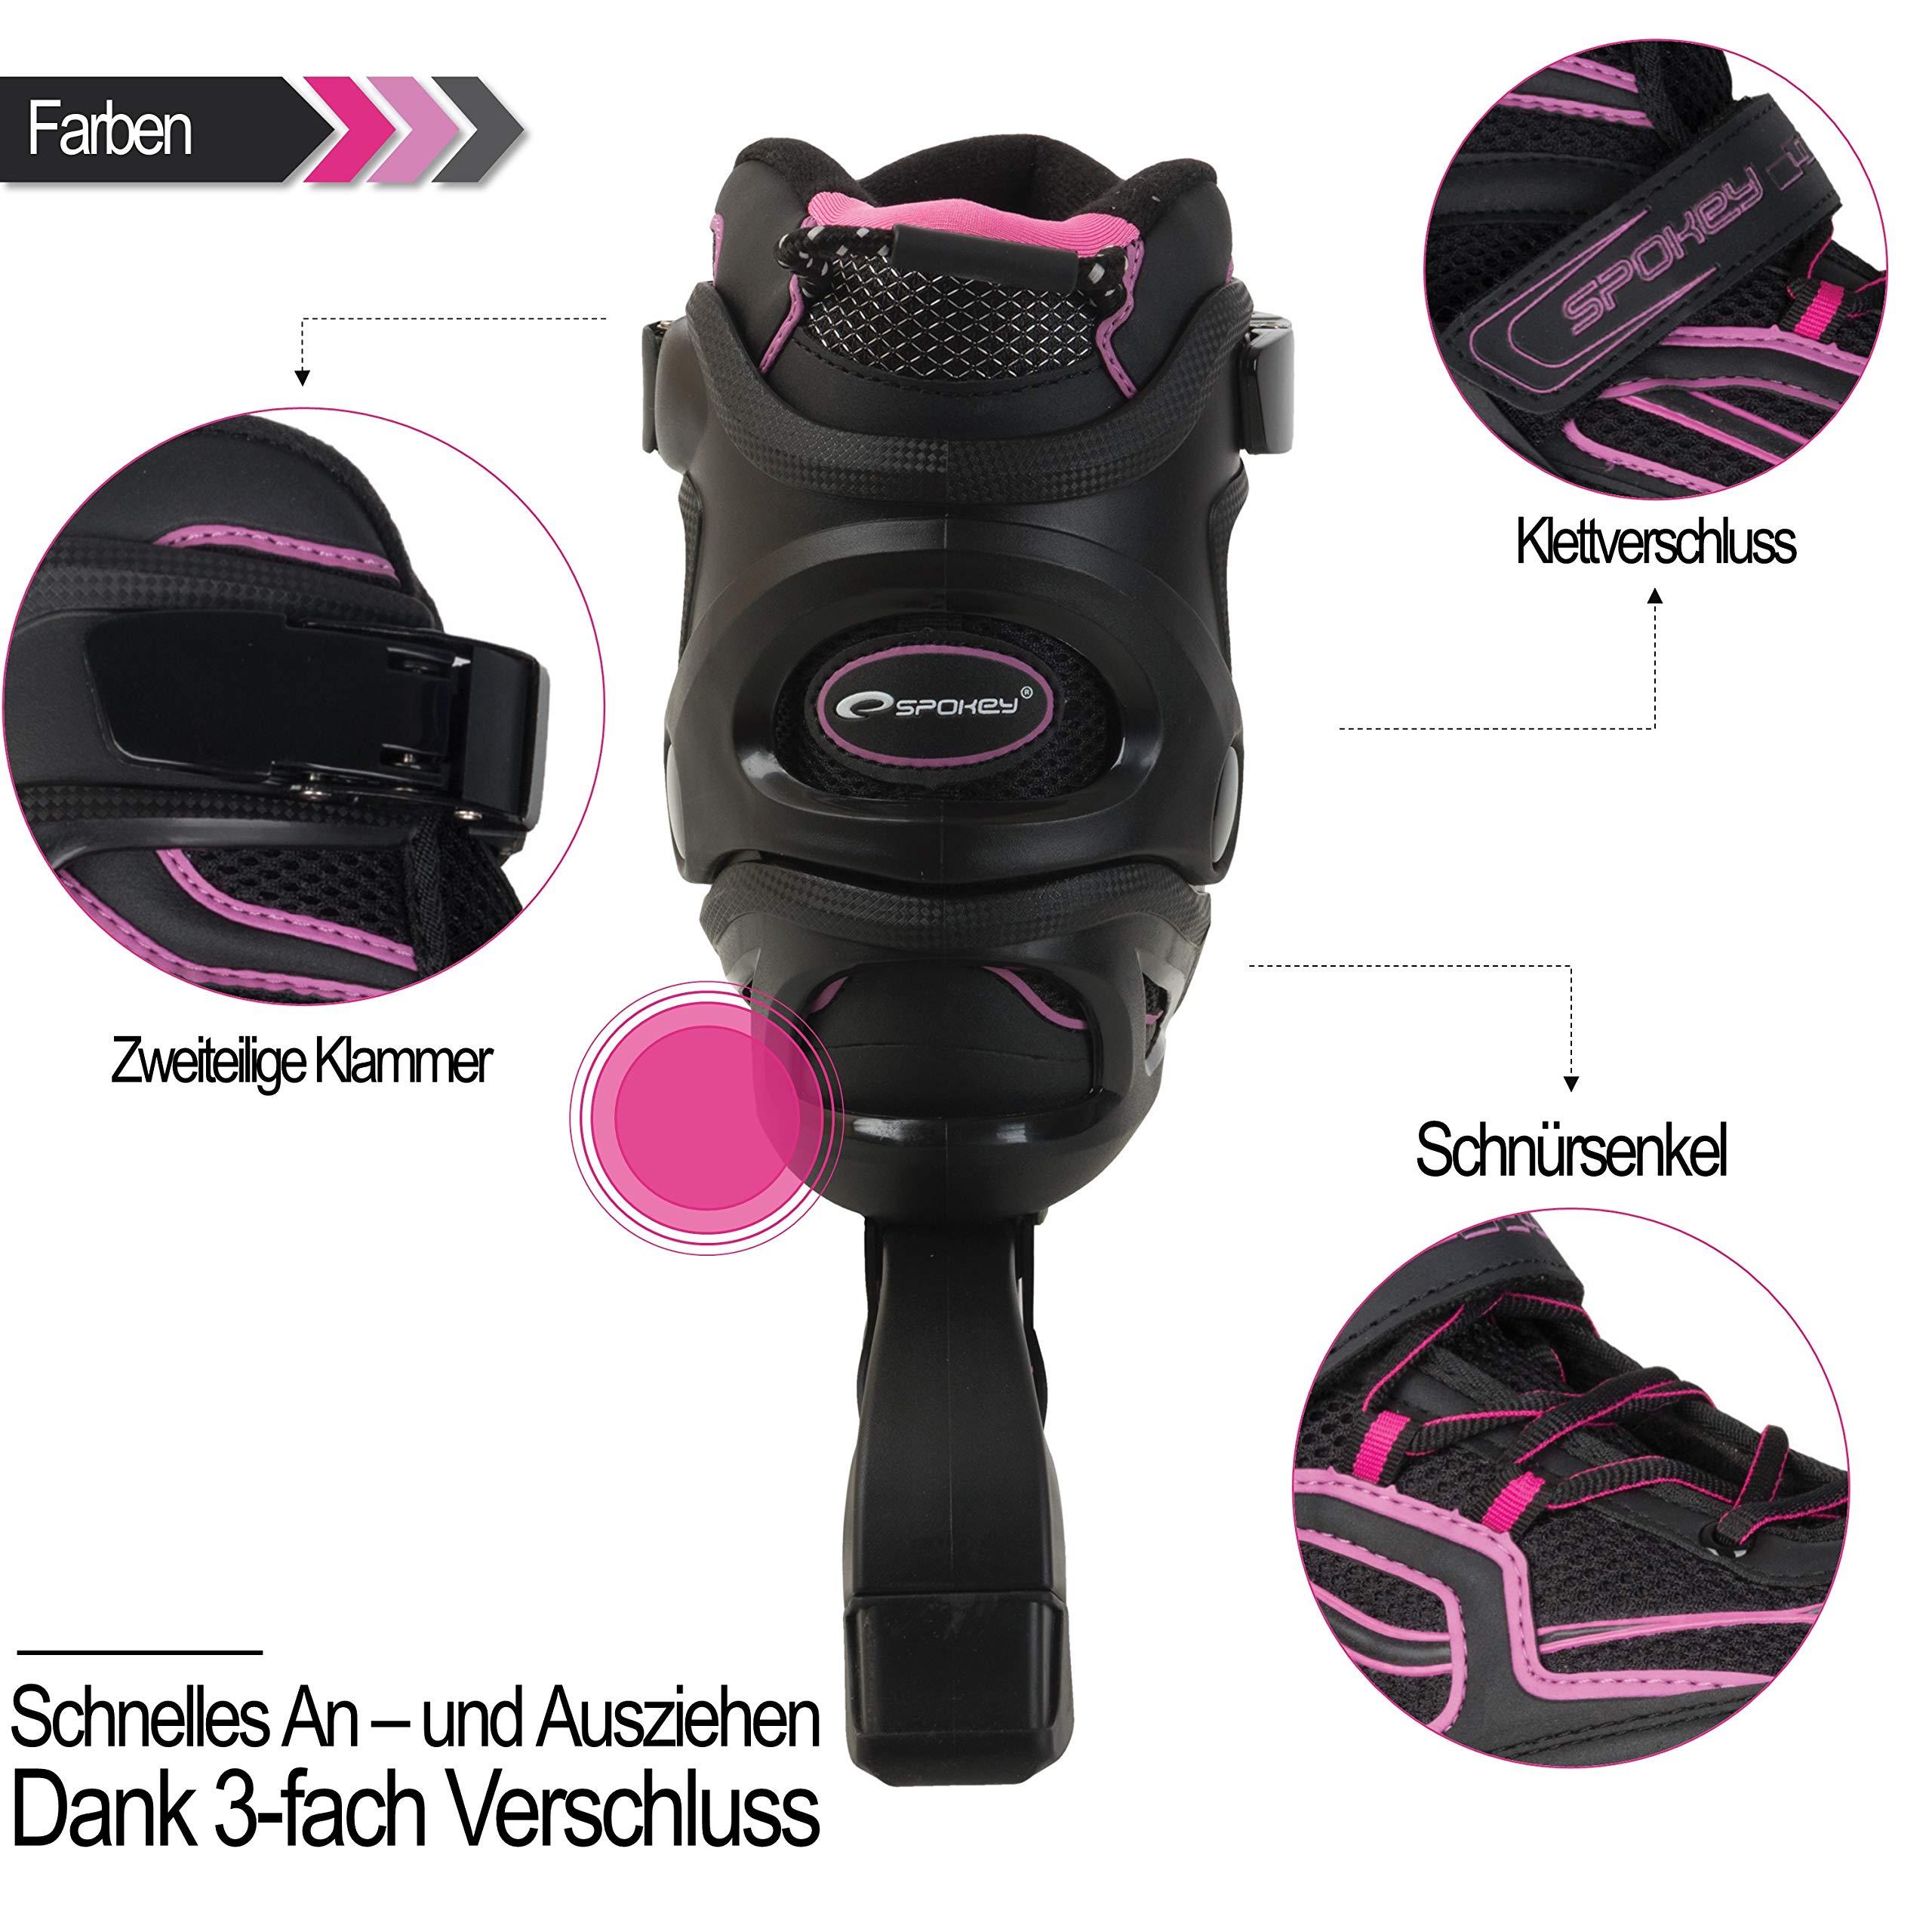 Farben
SPOKEY
Klettverschluss
SPOKEY®
Zweiteilige Klammer
Schnürsenkel
Schnelles An – und Ausziehen
Dank 3-fach Verschluss